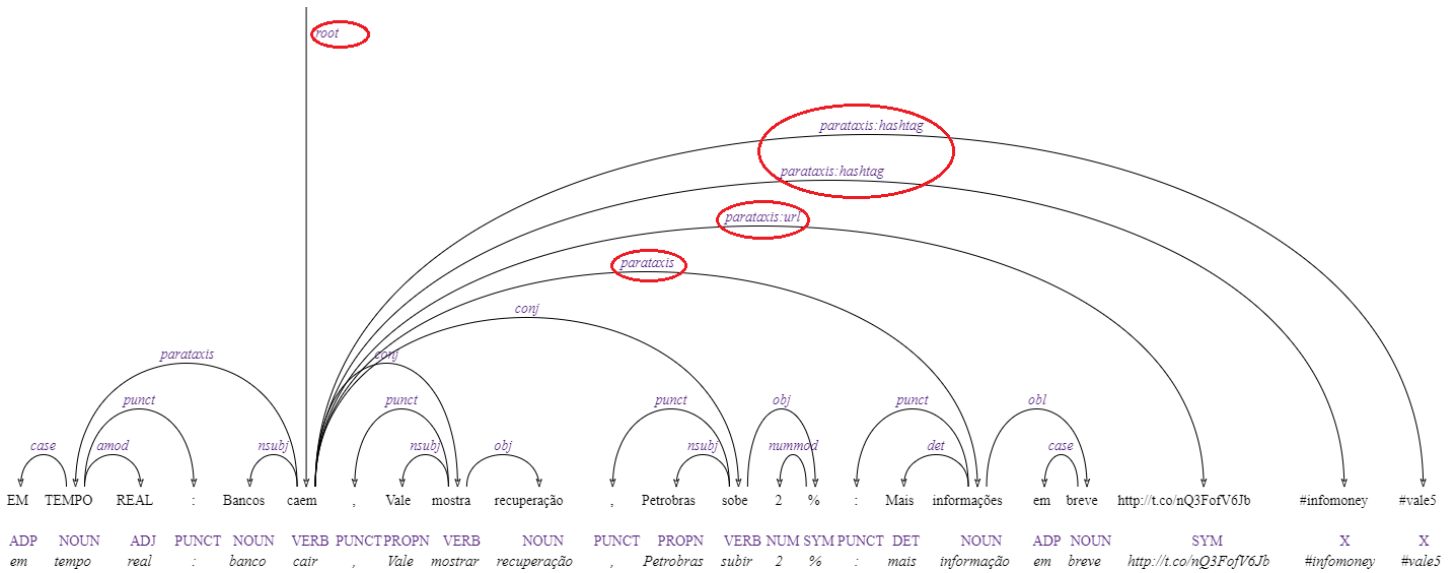 root
parataxis:hashtag
parataxis:hashtag
parataxis:url
parataxis
conj
parataxis conj
punct punct punct obj punct obl
case amod nsubj nsubj obj nsubj nummod det case
EM TEMPO REAL : Bancos caem , Vale mostra recuperação , Petrobras sobe 2 % : Mais informações em breve http://t.co/nQ3FofV6Jb #infomoney #vale5
ADP NOUN ADJ PUNCT NOUN VERB PUNCT PROPN VERB NOUN PUNCT PROPN VERB NUM SYM PUNCT DET NOUN ADP NOUN SYM X X
em tempo real : banco cair , Vale mostrar recuperação , Petrobras subir 2 % : mais informação em breve http://t.co/nQ3FofV6Jb #infomoney #vale5